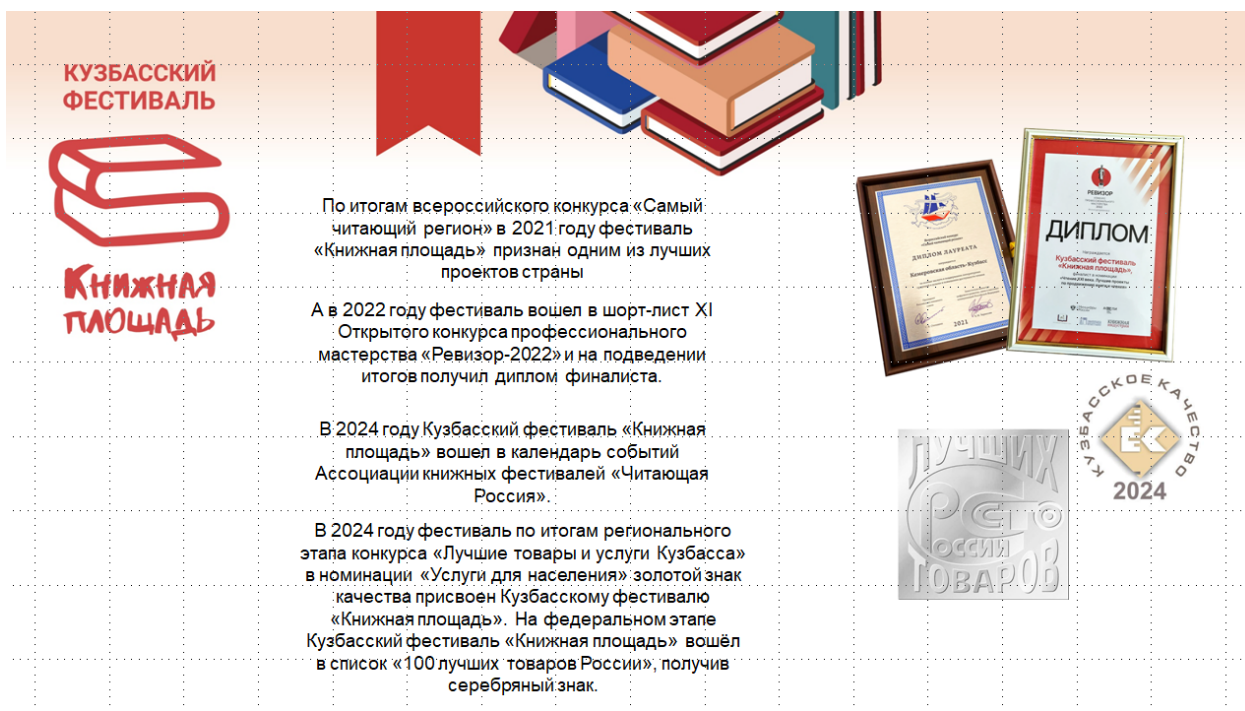 КУЗБАССКИЙ
ФЕСТИВАЛЬ
Книжная
площадь
По итогам всероссийского конкурса «Самый
читающий регион» в 2021 году фестиваль
«Книжная площадь» признан одним из лучших
проектов страны
А в 2022 году фестиваль вошел в шорт-лист XI
Открытого конкурса профессионального
мастерства «Ревизор-2022» и на подведении
итогов получил диплом финалиста.
В 2024 году Кузбасский фестиваль «Книжная
площадь» вошел в календарь событий
Ассоциации книжных фестивалей «Читающая
Россия».
В 2024 году фестиваль по итогам регионального
этапа конкурса «Лучшие товары и услуги Кузбасса»
в номинации «Услуги для населения» золотой знак
качества присвоен Кузбасскому фестивалю
«Книжная площадь». На федеральном этапе
Кузбасский фестиваль «Книжная площадь» вошёл
в список «100 лучших товаров России», получив
серебряный знак.
ДИПЛОМ ЛАУРЕАТА
Кемеровская область-Кузбасс
2021
РЕВИЗОР
ДИПЛОМ
Кузбасский фестиваль
«Книжная площадь»,
КУЗБАССКОЕ КАЧЕСТВО
2024
ЛУЧШИХ
РОССИИ
ТОВАРОВ